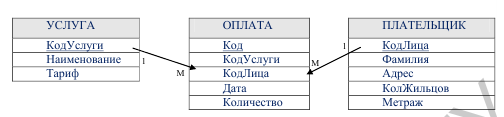 УСЛУГА
КодУслуги
Наименование
Тариф
1
М
ОПЛАТА
Код
КодУслуги
КодЛица
Дата
Количество
М
1
ПЛАТЕЛЬЩИК
КодЛица
Фамилия
Адрес
КолЖильцов
Метраж